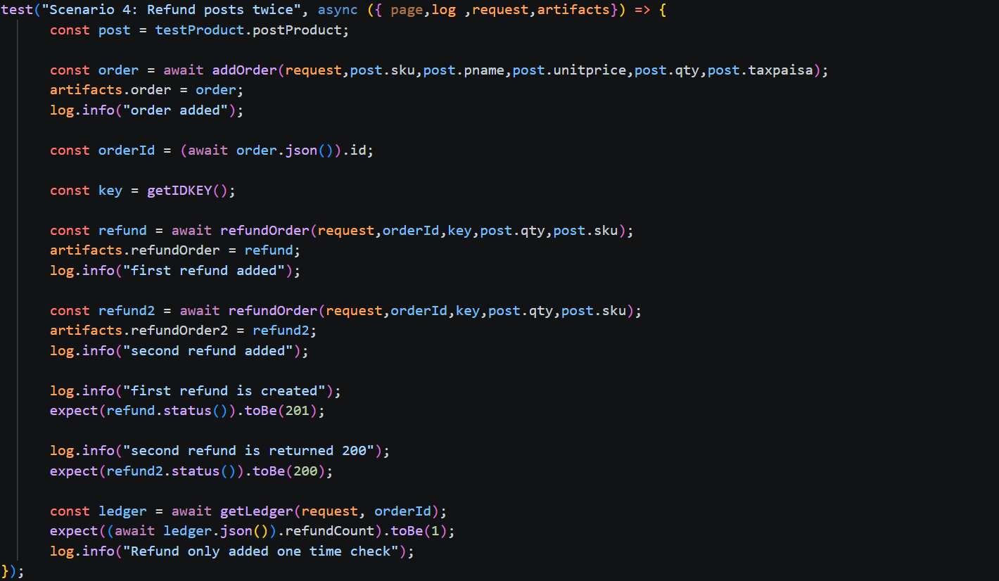 test("Scenario 4: Refund posts twice", async ({ page,log ,request,artifacts}) => {
const post = testProduct.postProduct;
const order = await addOrder(request,post.sku,post.pname,post.unitprice,post.qty,post.taxpaisa);
artifacts.order = order;
log.info("order added");
const orderId = (await order.json()).id;
const key = getIDKEY();
const refund = await refundOrder(request,orderId,key,post.qty,post.sku);
artifacts.refundOrder = refund;
log.info("first refund added");
const refund2 = await refundOrder(request,orderId,key,post.qty,post.sku);
artifacts.refundOrder2 = refund2;
log.info("second refund added");
log.info("first refund is created");
expect(refund.status()).toBe(201);
log.info("second refund is returned 200");
expect(refund2.status()).toBe(200);
const ledger = await getLedger(request, orderId);
expect((await ledger.json()).refundCount).toBe(1);
log.info("Refund only added one time check");
});